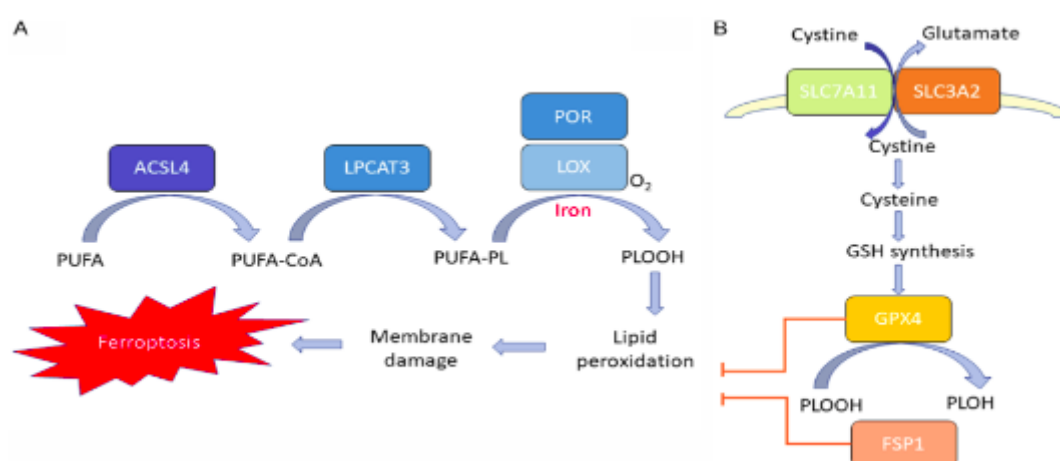 A
POR
ACSL4
LPCAT3
LOX
O2
Iron
PUFA
PUFA-CoA
PUFA-PL
PLOOH
Ferroptosis
Membrane
damage
Lipid
peroxidation
B
Cystine
Glutamate
SLC7A11
SLC3A2
Cystine
Cysteine
GSH synthesis
GPX4
PLOOH
PLOH
FSP1